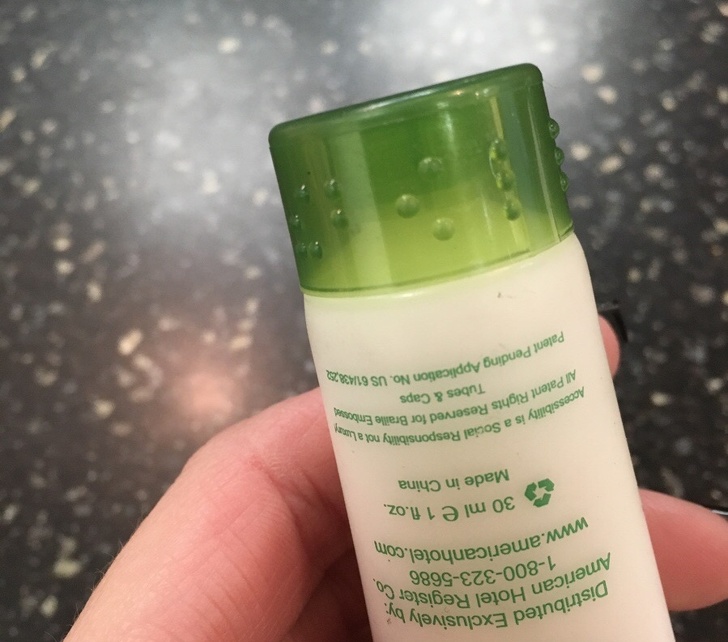 Distributed Exclusively by:
American Hotel Register Co.
1-800-323-5686
www.americanhotel.com
30 ml e 1 fl.oz.
Made in China
Accessibility is a Social Responsibility not a Luxury
All Patent Rights Reserved for Braille Embossed
Tubes & Caps
Patent Pending Application No. US 61/438,252